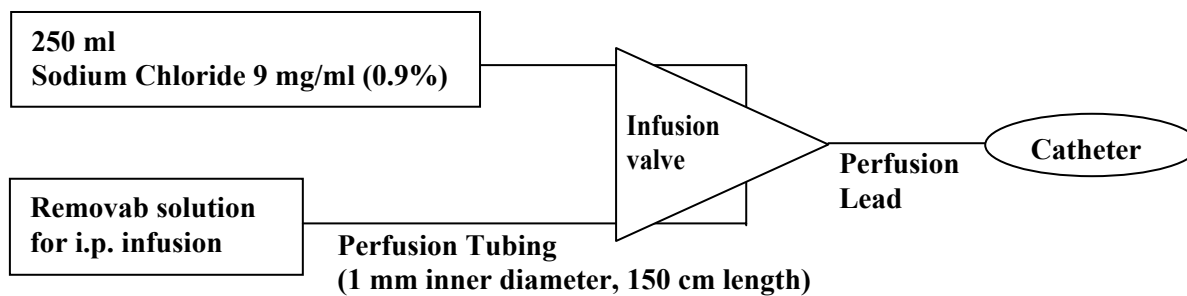 250 ml
Sodium Chloride 9 mg/ml (0.9%)
Infusion
valve
Catheter
Perfusion
Lead
Removab solution
for i.p. infusion
Perfusion Tubing
(1 mm inner diameter, 150 cm length)